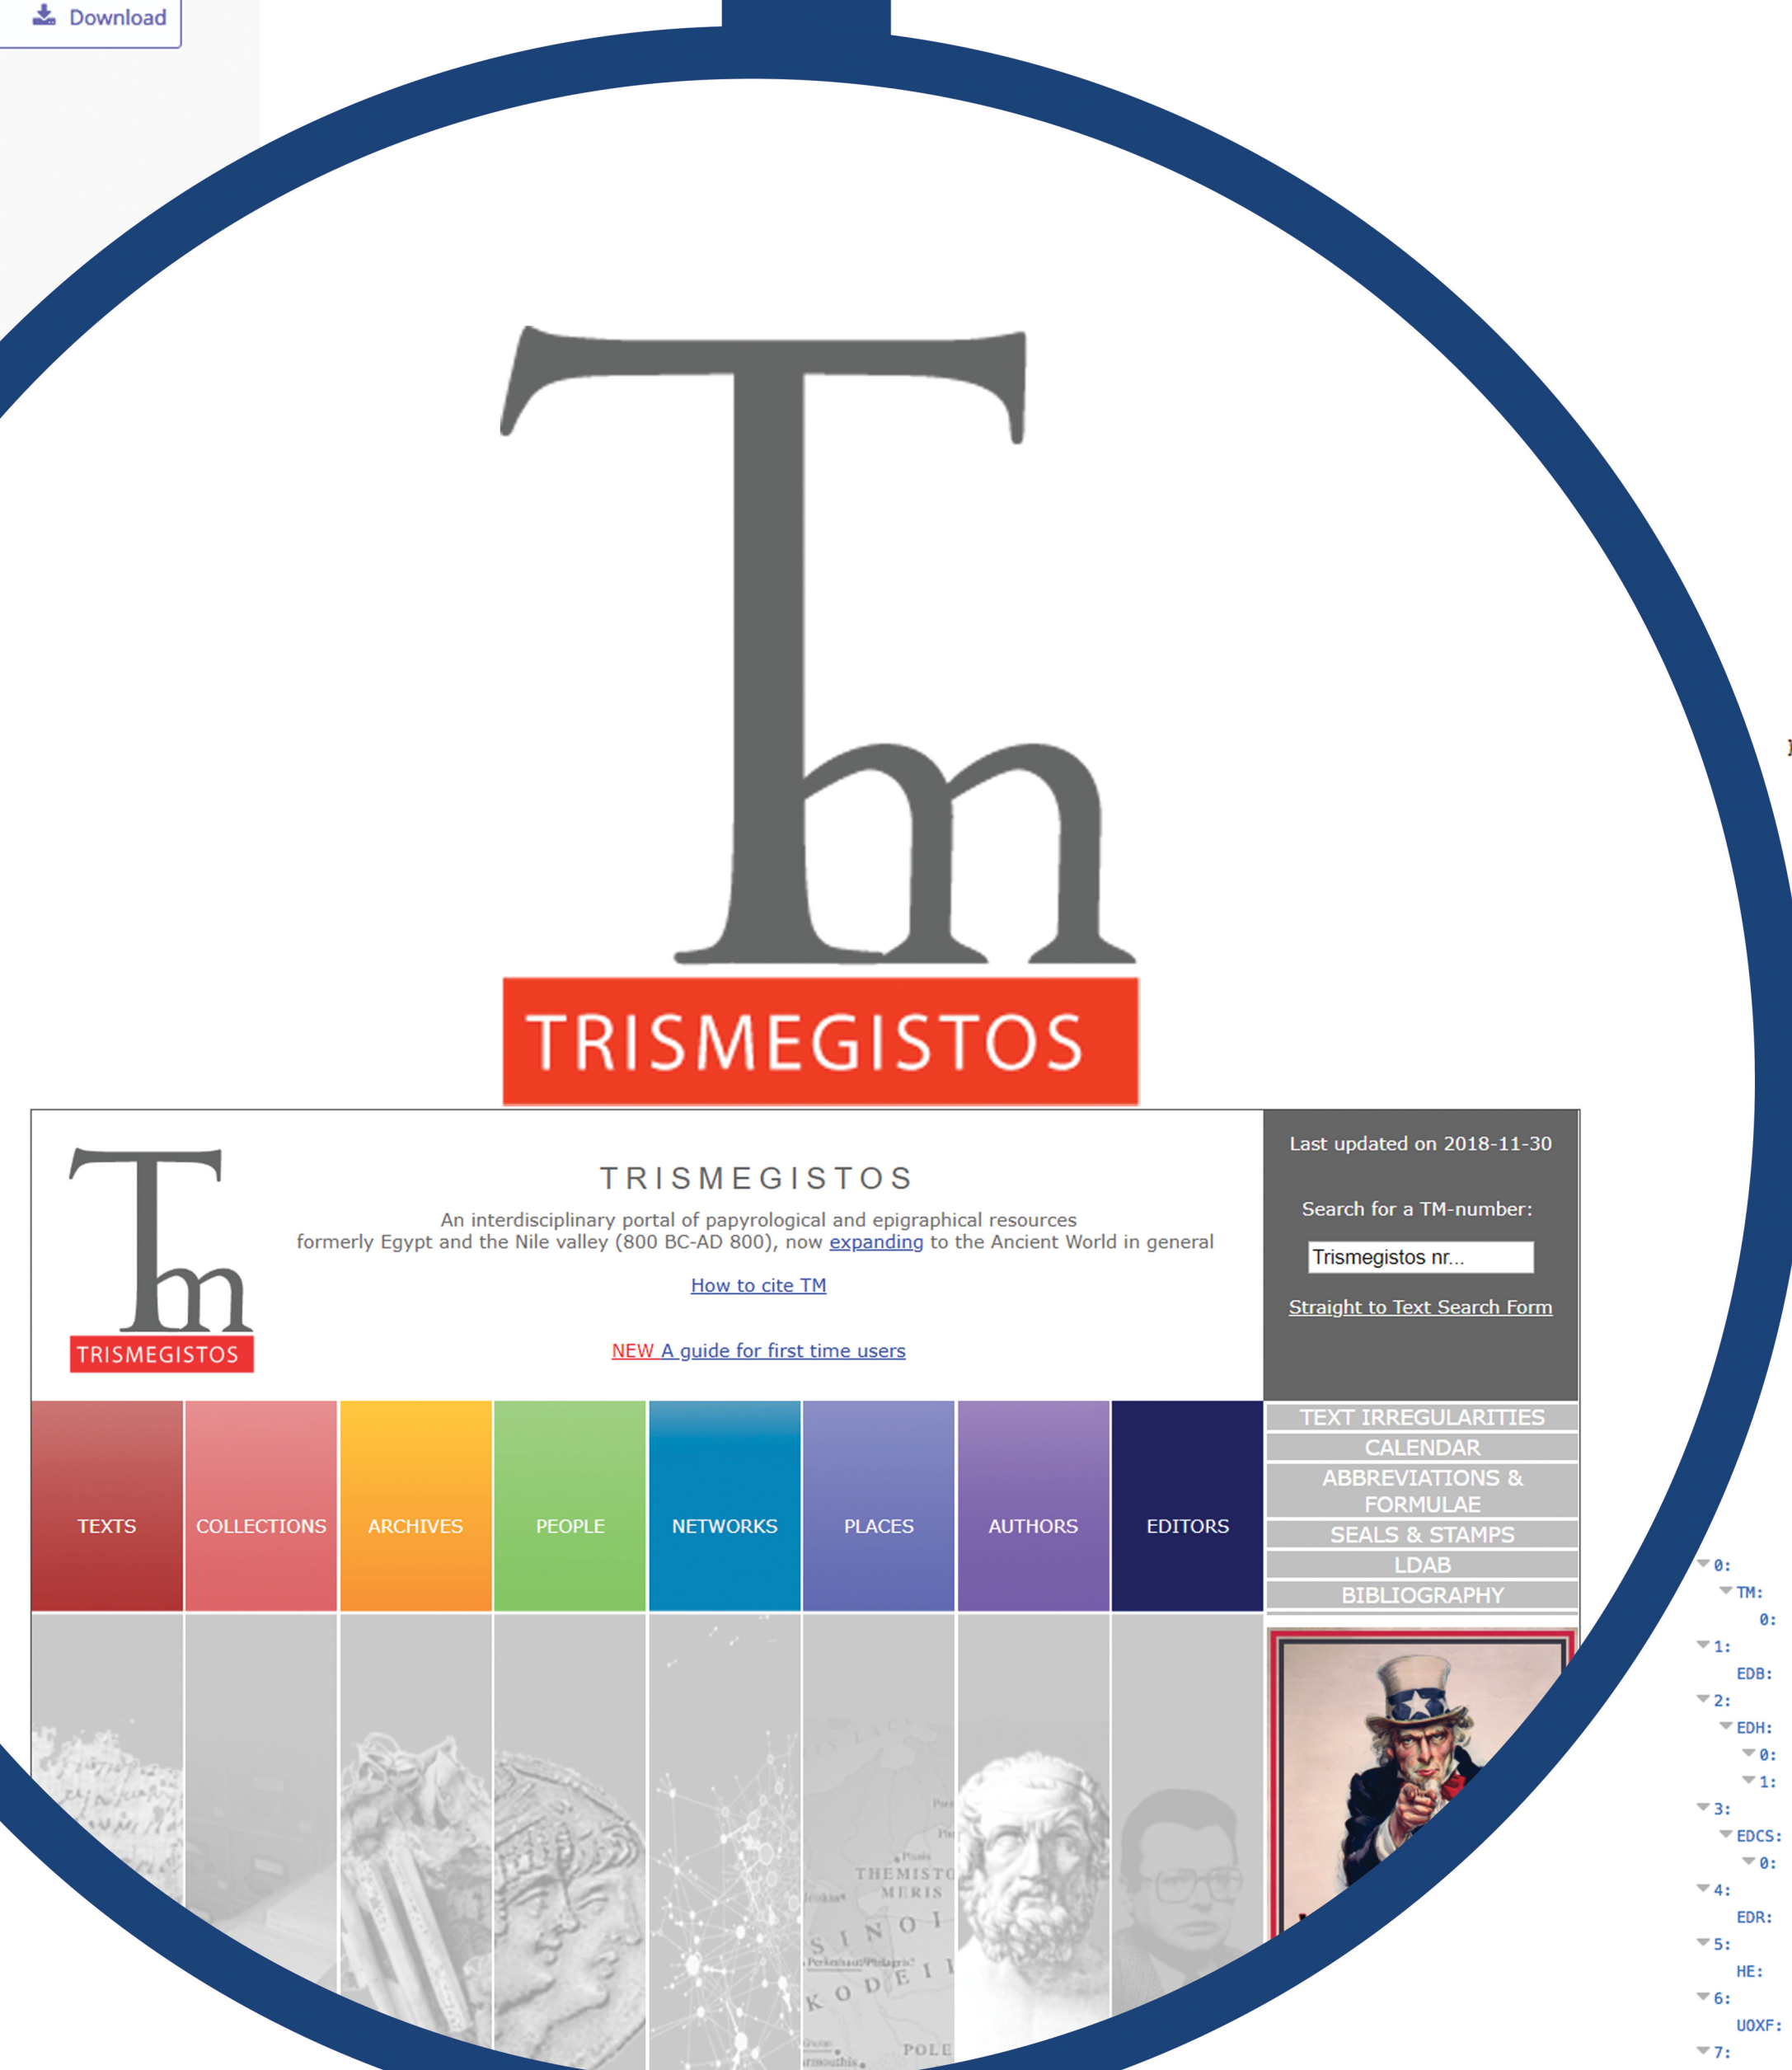 Download
Tm
TRISMEGISTOS
Tm
TRISMEGISTOS
TRISMEGISTOS
An interdisciplinary portal of papyrological and epigraphical resources
formerly Egypt and the Nile valley (800 BC-AD 800), now expanding to the Ancient World in general
How to cite TM
NEW A guide for first time users
Last updated on 2018-11-30
Search for a TM-number:
Trismegistos nr...
Straight to Text Search Form
TEXTS
COLLECTIONS
ARCHIVES
PEOPLE
NETWORKS
PLACES
AUTHORS
EDITORS
TEXT IRREGULARITIES
CALENDAR
ABBREVIATIONS &
FORMULAE
SEALS & STAMPS
LDAB
BIBLIOGRAPHY
THEMISTO
MERIS
SINOI
KODEII
POLE
0:
TM:
0:
1:
EDB:
2:
EDH:
0:
1:
3:
EDCS:
0:
4:
EDR:
5:
HE:
6:
UOXF:
7: